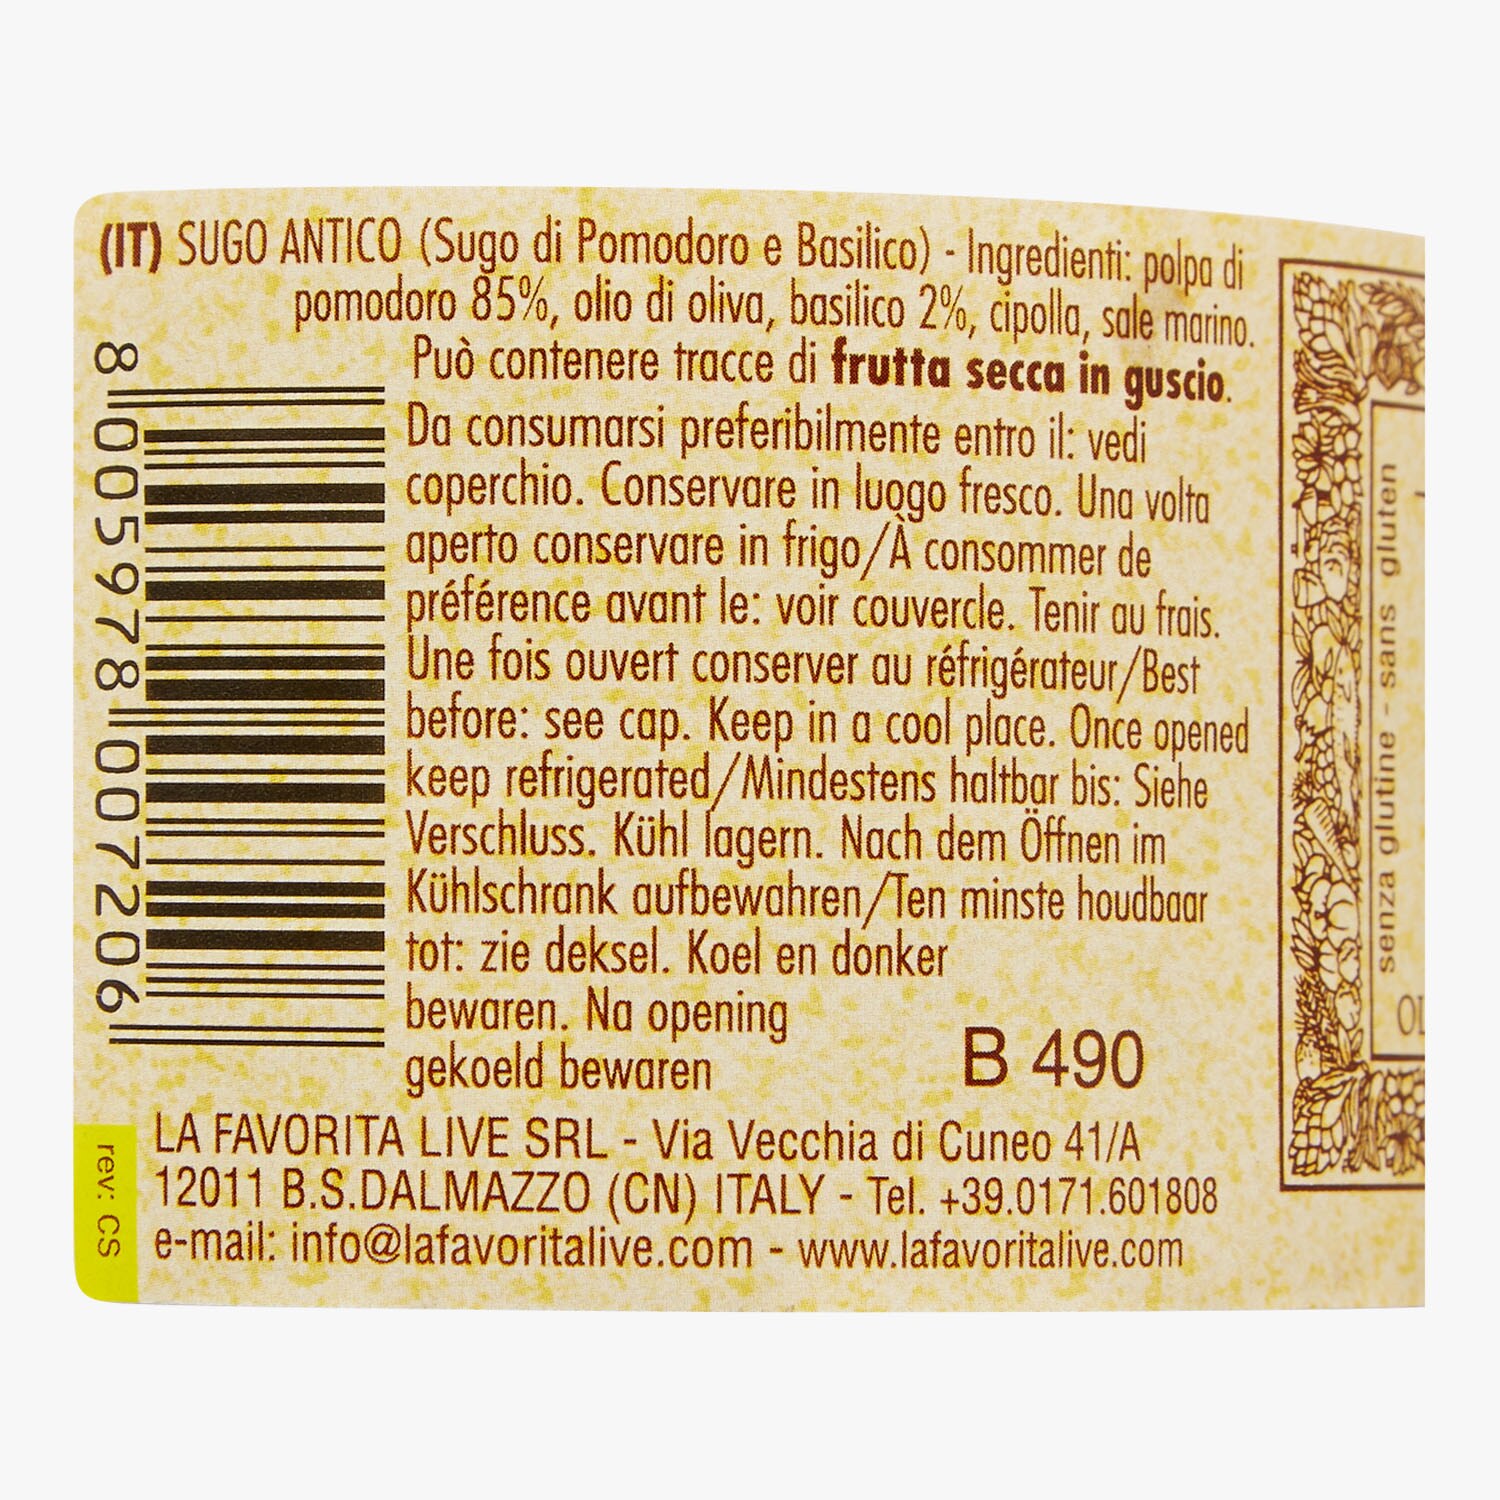 (IT) SUGO ANTICO (Sugo di Pomodoro e Basilico) - Ingredienti: polpa di
pomodoro 85%, olio di oliva, basilico 2%, cipolla, sale marino.
Può contenere tracce di frutta secca in guscio.
Da consumarsi preferibilmente entro il: vedi
coperchio. Conservare in luogo fresco. Una volta
aperto conservare in frigo/À consommer de
préférence avant le: voir couvercle. Tenir au frais.
Une fois ouvert conserver au réfrigérateur/Best
before: see cap. Keep in a cool place. Once opened
keep refrigerated/Mindestens haltbar bis: Siehe
Verschluss. Kühl lagern. Nach dem Öffnen im
Kühlschrank aufbewahren/Ten minste houdbaar
tot: zie deksel. Koel en donker
bewaren. Na opening
gekoeld bewaren
B 490
8 005978 007206
LA FAVORITA LIVE SRL - Via Vecchia di Cuneo 41/A
12011 B.S.DALMAZZO (CN) ITALY - Tel. +39.0171.601808
e-mail: info@lafavoritalive.com - www.lafavoritalive.com
rev: CS
senza glutine - sans gluten